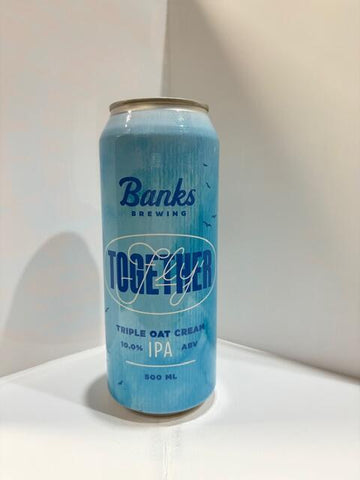 Banks
BREWING
Fly
TOGETHER
TRIPLE OAT CREAM
10.0% IPA ABV
500 ML